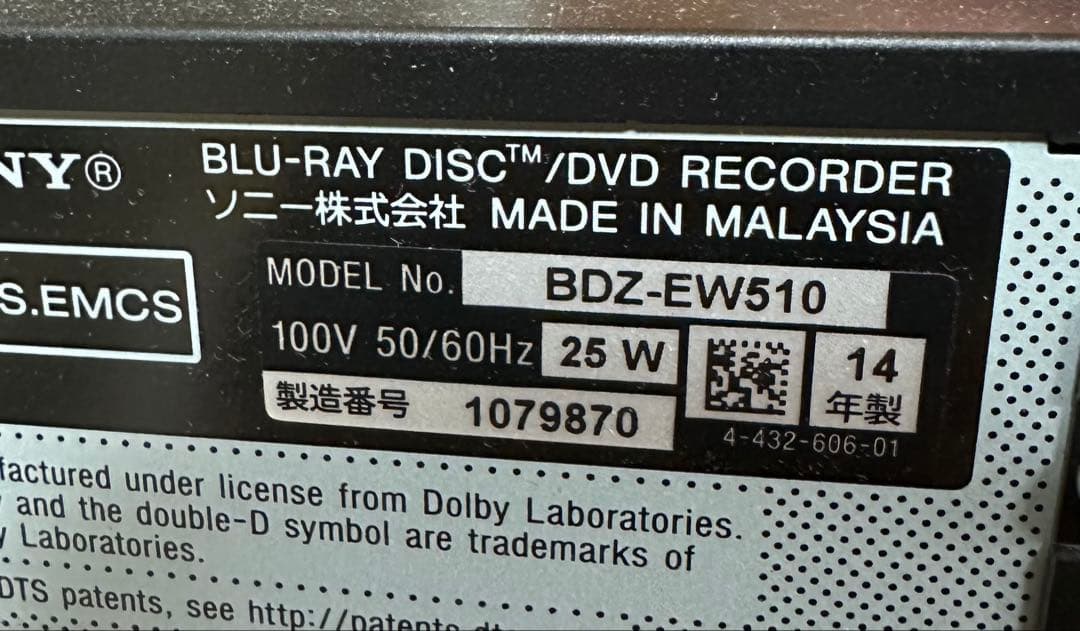 NY®
BLU-RAY DISC™/DVD RECORDER
ソニー株式会社 MADE IN MALAYSIA
S.EMCS
MODEL No. BDZ-EW510
100V 50/60Hz 25 W
14
年製
製造番号 1079870
4-432-606-01
factured under license from Dolby Laboratories.
and the double-D symbol are trademarks of
Laboratories.
DTS patents, see http://patents.dt